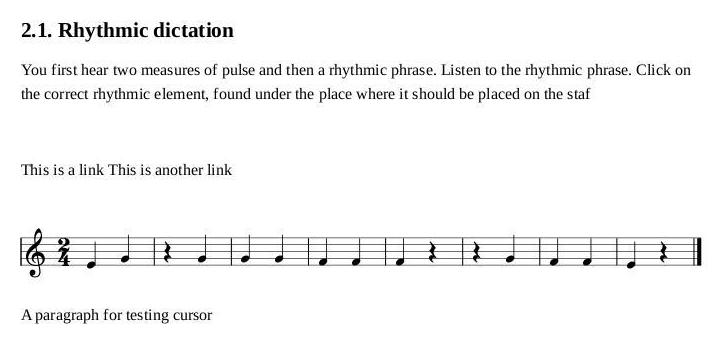 2.1. Rhythmic dictation
You first hear two measures of pulse and then a rhythmic phrase. Listen to the rhythmic phrase. Click on
the correct rhythmic element, found under the place where it should be placed on the staf
This is a link This is another link
2
4
A paragraph for testing cursor